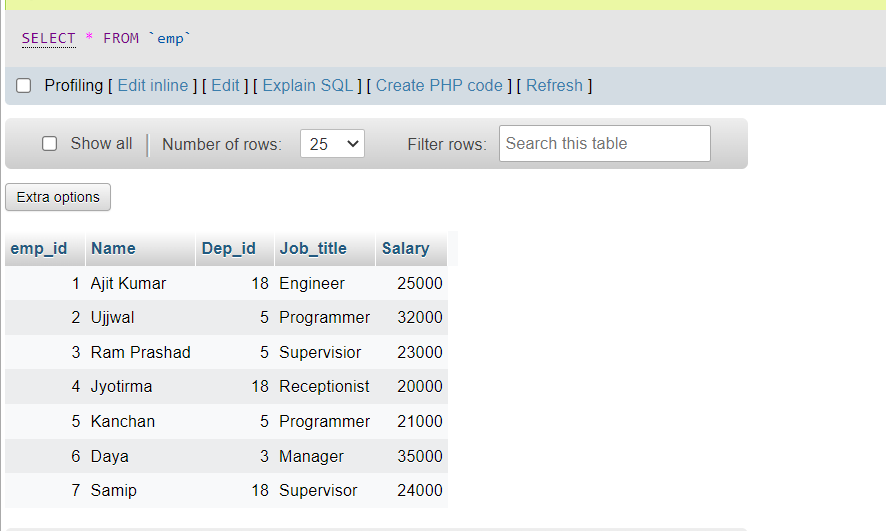 SELECT * FROM `emp`
Profiling [ Edit inline ] [ Edit ] [ Explain SQL ] [ Create PHP code ] [ Refresh ]
Show all Number of rows: 25 Filter rows: Search this table
Extra options
emp_id Name Dep_id Job_title Salary
1 Ajit Kumar 18 Engineer 25000
2 Ujjwal 5 Programmer 32000
3 Ram Prashad 5 Supervisior 23000
4 Jyotirma 18 Receptionist 20000
5 Kanchan 5 Programmer 21000
6 Daya 3 Manager 35000
7 Samip 18 Supervisor 24000